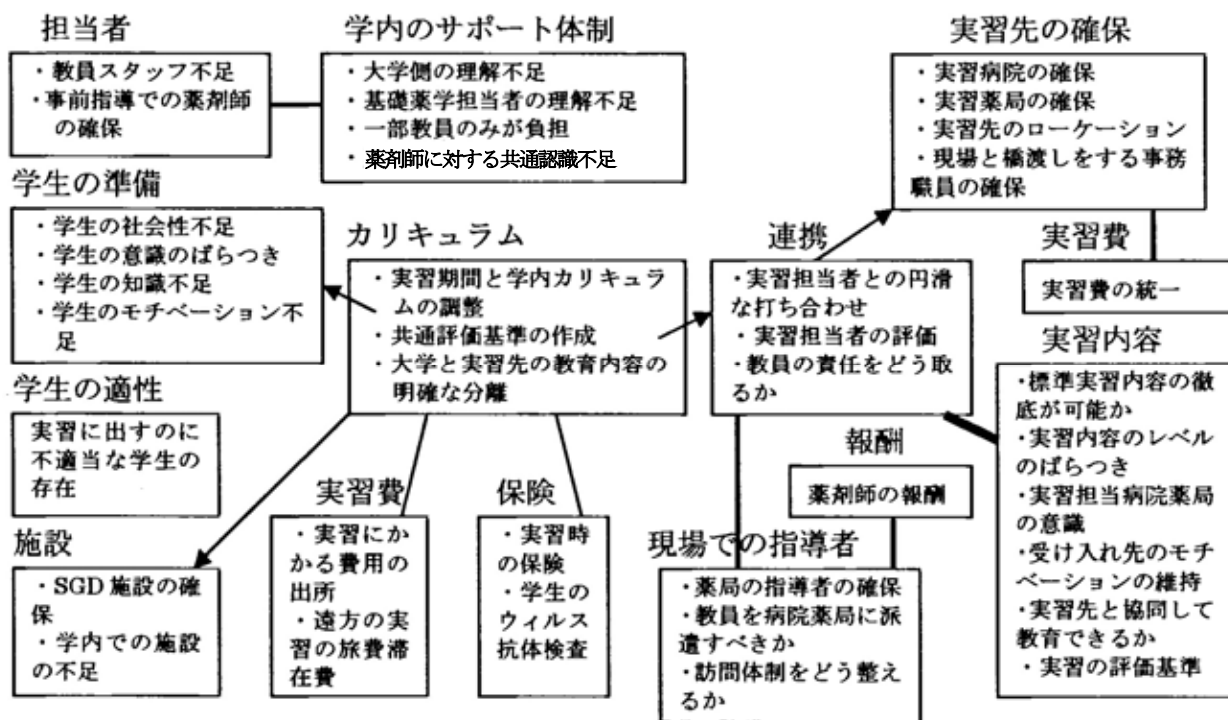 担当者
・教員スタッフ不足
・事前指導での薬剤師
の確保
学内のサポート体制
・大学側の理解不足
・基礎薬学担当者の理解不足
・一部教員のみが負担
・薬剤師に対する共通認識不足
実習先の確保
・実習病院の確保
・実習薬局の確保
・実習先のローケーション
・現場と橋渡しをする事務
職員の確保
学生の準備
・学生の社会性不足
・学生の意識のばらつき
・学生の知識不足
・学生のモチベーション不
足
カリキュラム
・実習期間と学内カリキュラ
ムの調整
・共通評価基準の作成
・大学と実習先の教育内容の
明確な分離
連携
・実習担当者との円滑
な打ち合わせ
・実習担当者の評価
・教員の責任をどう取
るか
実習費
実習費の統一
実習内容
・標準実習内容の徹
底が可能か
・実習内容のレベル
のばらつき
・実習担当病院薬局
の意識
・受け入れ先のモチ
ベーションの維持
・実習先と協同して
教育できるか
・実習の評価基準
学生の適性
実習に出すのに
不適当な学生の
存在
施設
・SGD 施設の確
保
・学内での施設
の不足
実習費
・実習にか
かる費用の
出所
・遠方の実
習の旅費滞
在費
保険
・実習時
の保険
・学生の
ウィルス
抗体検査
報酬
薬剤師の報酬
現場での指導者
・薬局の指導者の確保
・教員を病院薬局に派
遣すべきか
・訪問体制をどう整え
るか